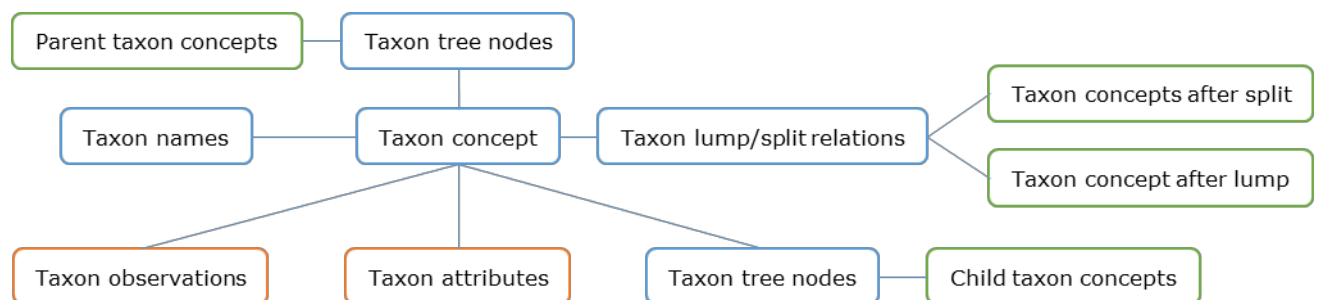 Parent taxon concepts
Taxon tree nodes
Taxon concepts after split
Taxon names
Taxon concept
Taxon lump/split relations
Taxon concept after lump
Taxon observations
Taxon attributes
Taxon tree nodes
Child taxon concepts